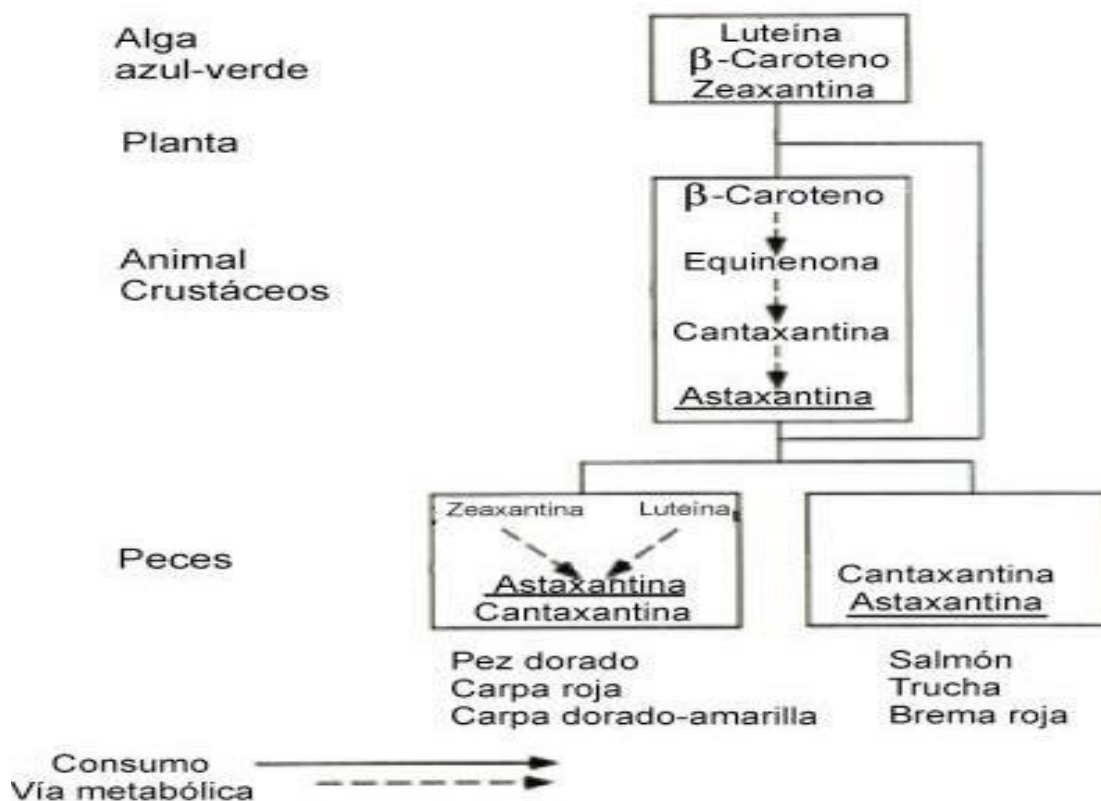 Alga
azul-verde
Luteína
β-Caroteno
Zeaxantina
Planta
β-Caroteno
Equinenona
Cantaxantina
Astaxantina
Animal
Crustáceos
Peces
Zeaxantina Luteína
Astaxantina
Cantaxantina
Cantaxantina
Astaxantina
Pez dorado
Carpa roja
Carpa dorado-amarilla
Salmón
Trucha
Brema roja
Consumo
Vía metabólica